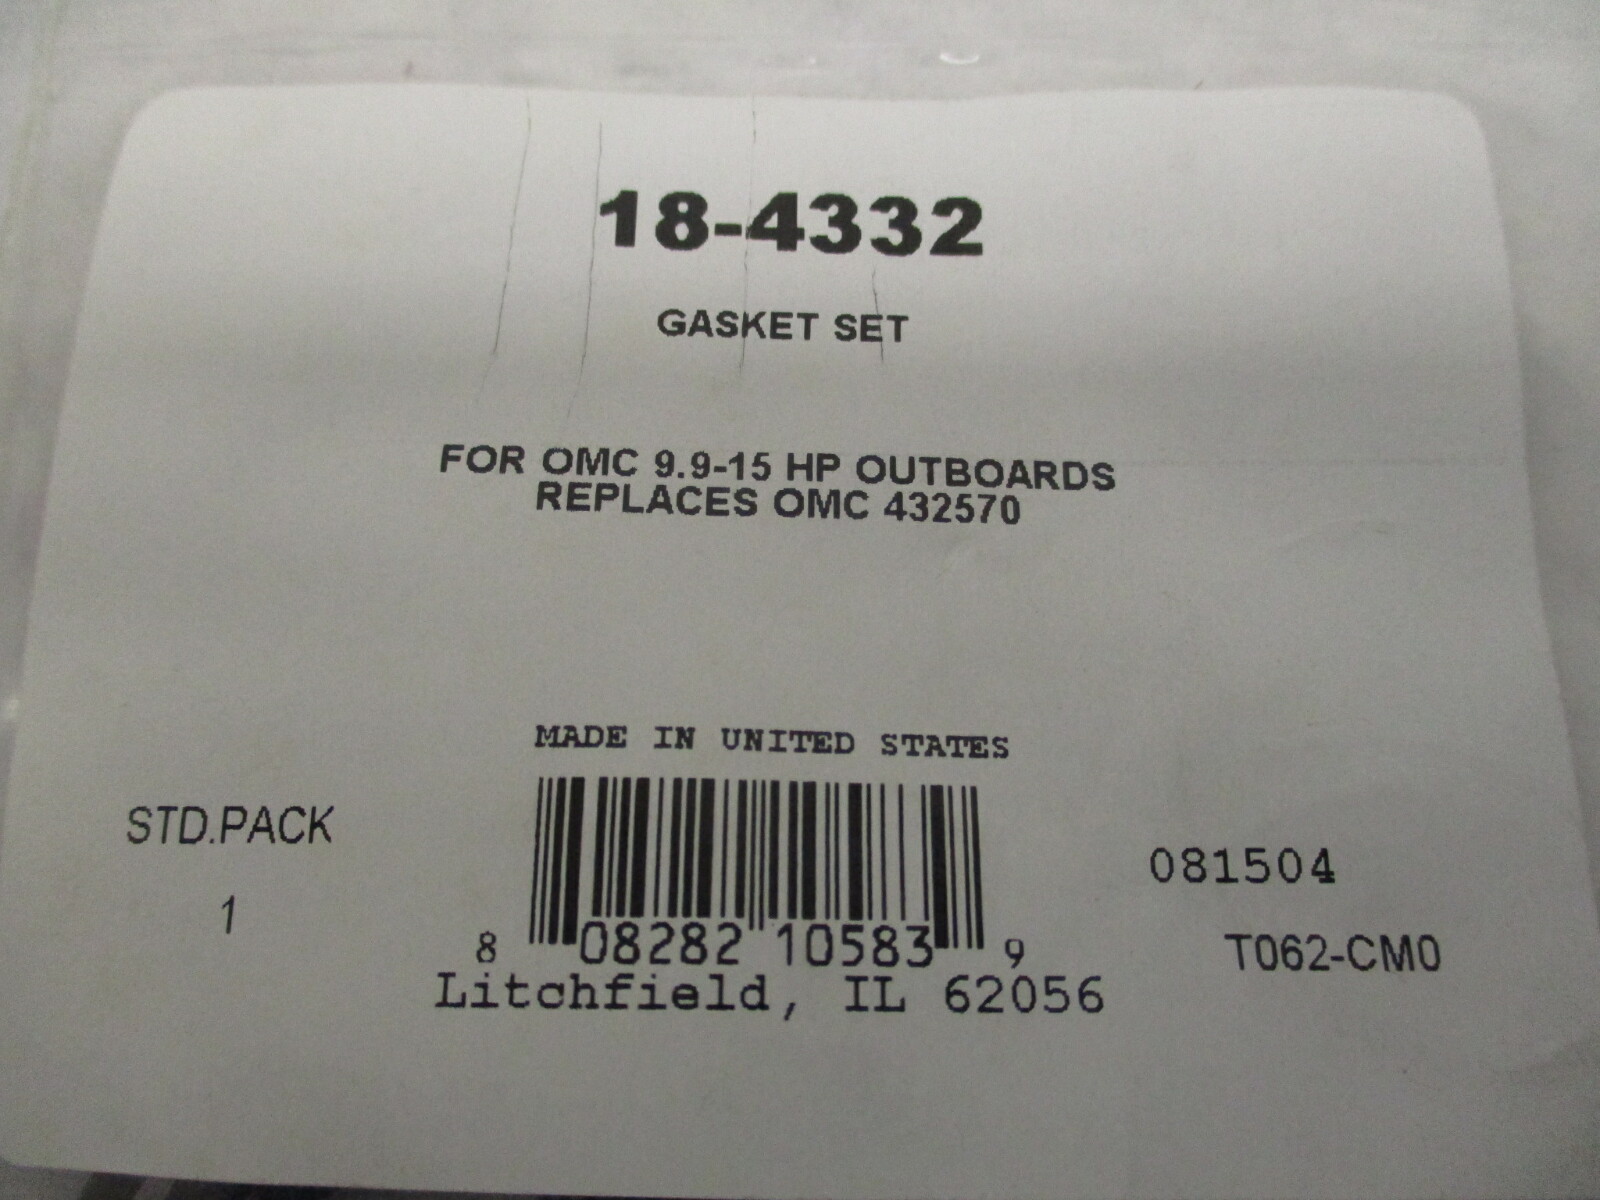 18-4332
GASKET SET
FOR OMC 9.9-15 HP OUTBOARDS
REPLACES OMC 432570
MADE IN UNITED STATES
STD.PACK
1
8 08282 10583 9
Litchfield, IL 62056
081504
T062-CM0